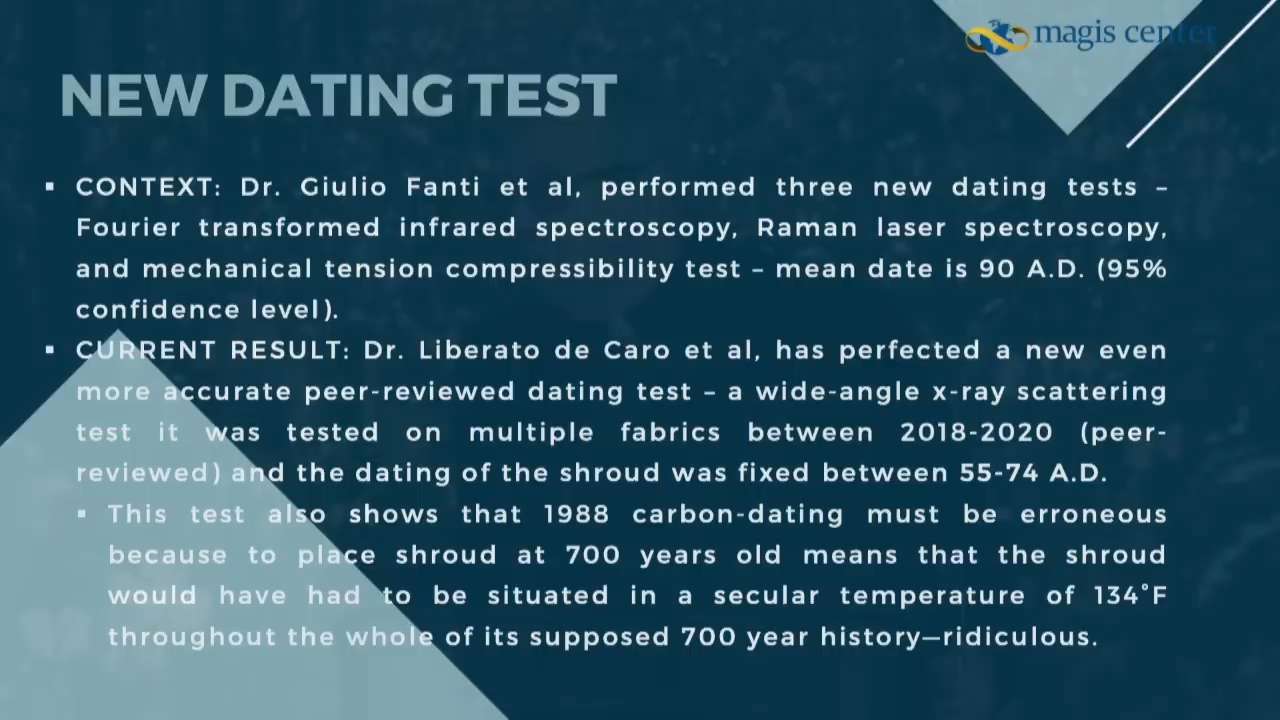 magis center
NEW DATING TEST
▪ CONTEXT: Dr. Giulio Fanti et al, performed three new dating tests –
Fourier transformed infrared spectroscopy, Raman laser spectroscopy,
and mechanical tension compressibility test – mean date is 90 A.D. (95%
confidence level).
▪ CURRENT RESULT: Dr. Liberato de Caro et al, has perfected a new even
more accurate peer-reviewed dating test – a wide-angle x-ray scattering
test it was tested on multiple fabrics between 2018-2020 (peer-
reviewed) and the dating of the shroud was fixed between 55-74 A.D.
▪ This test also shows that 1988 carbon-dating must be erroneous
because to place shroud at 700 years old means that the shroud
would have had to be situated in a secular temperature of 134°F
throughout the whole of its supposed 700 year history—ridiculous.